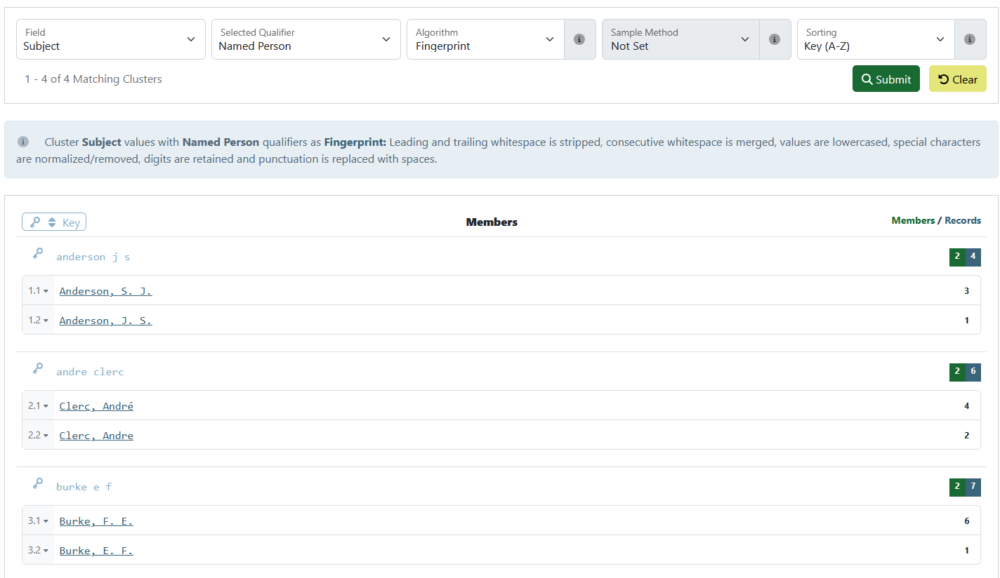 Field
Subject
Selected Qualifier
Named Person
Algorithm
Fingerprint
Sample Method
Not Set
Sorting
Key (A-Z)
1 - 4 of 4 Matching Clusters
Submit
Clear
Cluster Subject values with Named Person qualifiers as Fingerprint: Leading and trailing whitespace is stripped, consecutive whitespace is merged, values are lowercased, special characters
are normalized/removed, digits are retained and punctuation is replaced with spaces.
Key
Members
Members / Records
anderson j s
2 4
1.1 Anderson, S. J. 3
1.2 Anderson, J. S. 1
andre clerc
2 6
2.1 Clerc, André 4
2.2 Clerc, Andre 2
burke e f
2 7
3.1 Burke, F. E. 6
3.2 Burke, E. F. 1